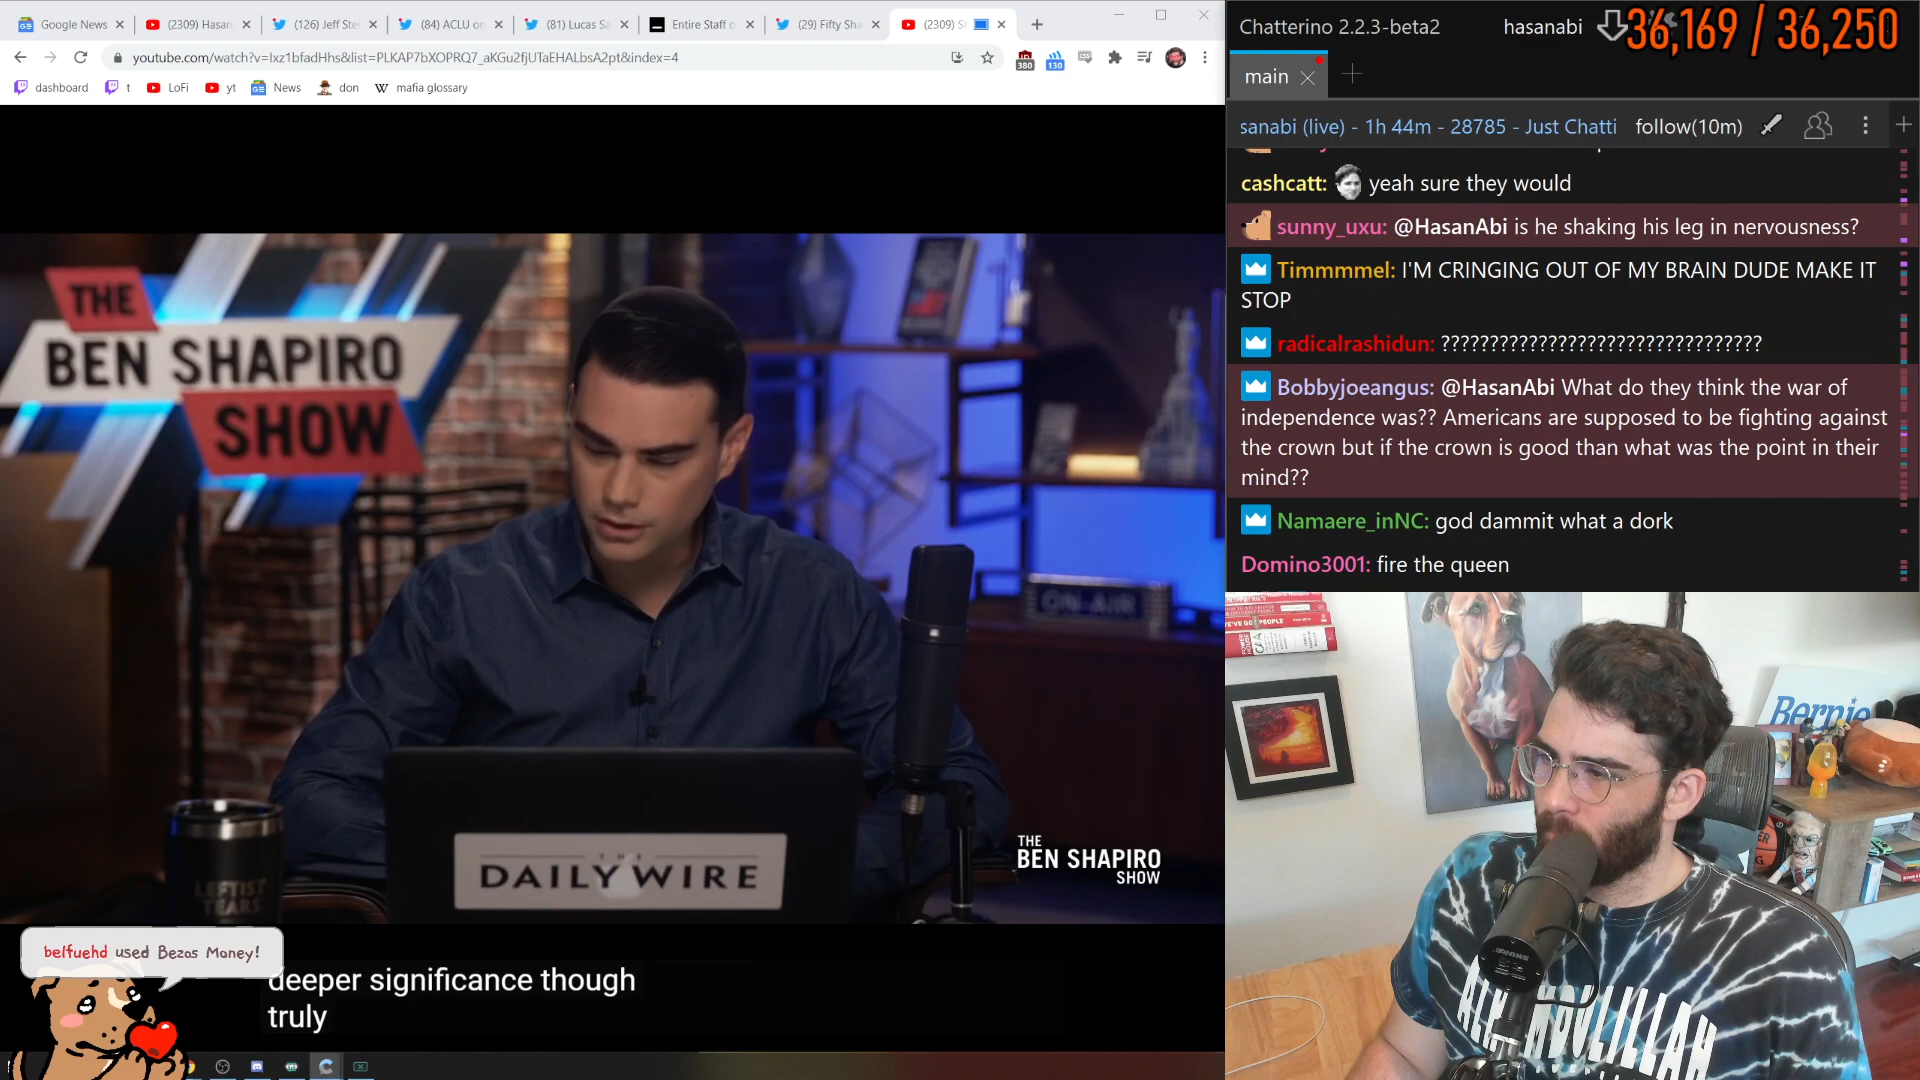 Google News
(2309) Hasan
(126) Jeff Ste
(84) ACLU on
(81) Lucas Sa
Entire Staff o
(29) Fifty Sha
(2309) S
youtube.com/watch?v=Ixz1bfadHhs&list=PLKAP7bXOPRQ7_aKGu2fjUTaEHALbsA2pt&index=4
380
130
dashboard
t
LoFi
yt
News
don
mafia glossary
Chatterino 2.2.3-beta2
hasanabi
36,169 / 36,250
main
sanabi (live) - 1h 44m - 28785 - Just Chatti
follow(10m)
cashcatt: yeah sure they would
sunny_uxu: @HasanAbi is he shaking his leg in nervousness?
Timmmmel: I'M CRINGING OUT OF MY BRAIN DUDE MAKE IT
STOP
radicalrashidun: ?????????????????????????????????
Bobbyjoeangus: @HasanAbi What do they think the war of
independence was?? Americans are supposed to be fighting against
the crown but if the crown is good than what was the point in their
mind??
Namaere_inNC: god dammit what a dork
Domino3001: fire the queen
THE
BEN SHAPIRO
SHOW
ON-AIR
THE
DAILY WIRE
LEFTIST
TEARS
THE
BEN SHAPIRO
SHOW
belfuehd used Bezos Money!
deeper significance though
truly
Bernie